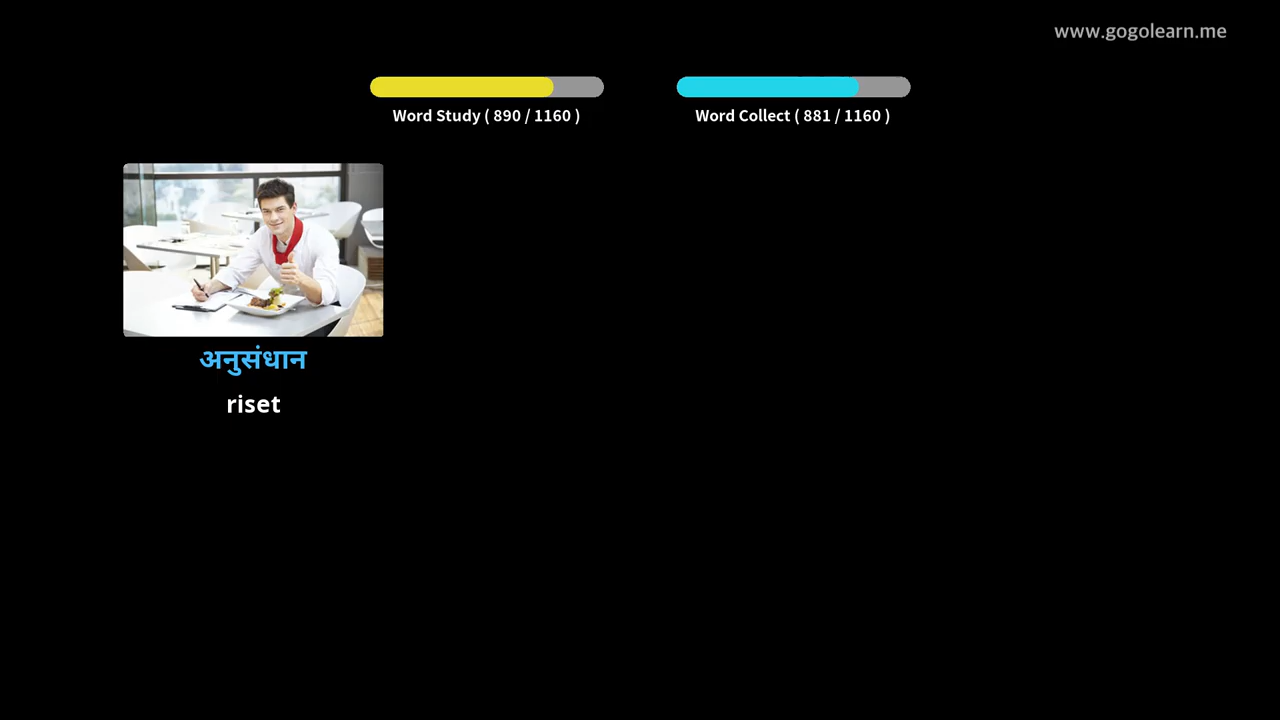 www.gogolearn.me
Word Study ( 890 / 1160 )
Word Collect ( 881 / 1160 )
अनुसंधान
riset